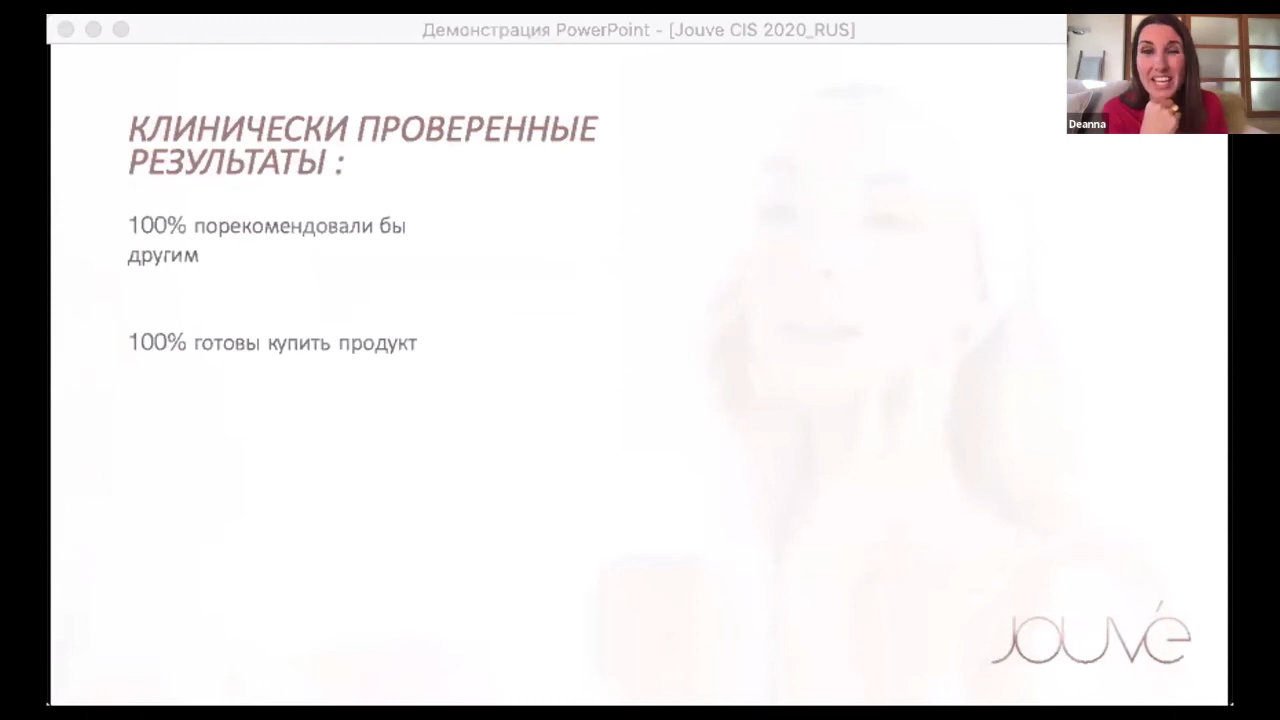 Демонстрация PowerPoint - [Jouve CIS 2020_RUS]
Deanna
КЛИНИЧЕСКИ ПРОВЕРЕННЫЕ
РЕЗУЛЬТАТЫ :
100% порекомендовали бы
другим
100% готовы купить продукт
Jouvé